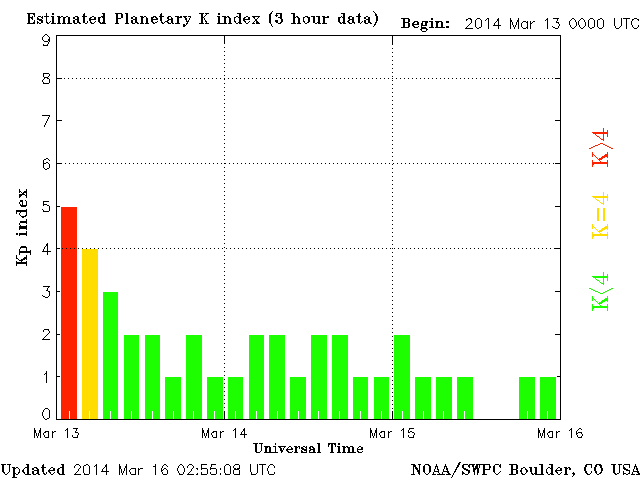 Estimated Planetary K index (3 hour data) Begin: 2014 Mar 13 0000 UTC
9
8
7
6
5
4
3
2
1
0
Kp index
K>4
K=4
K<4
Mar 13 Mar 14 Mar 15 Mar 16
Universal Time
Updated 2014 Mar 16 02:55:08 UTC NOAA/SWPC Boulder, CO USA